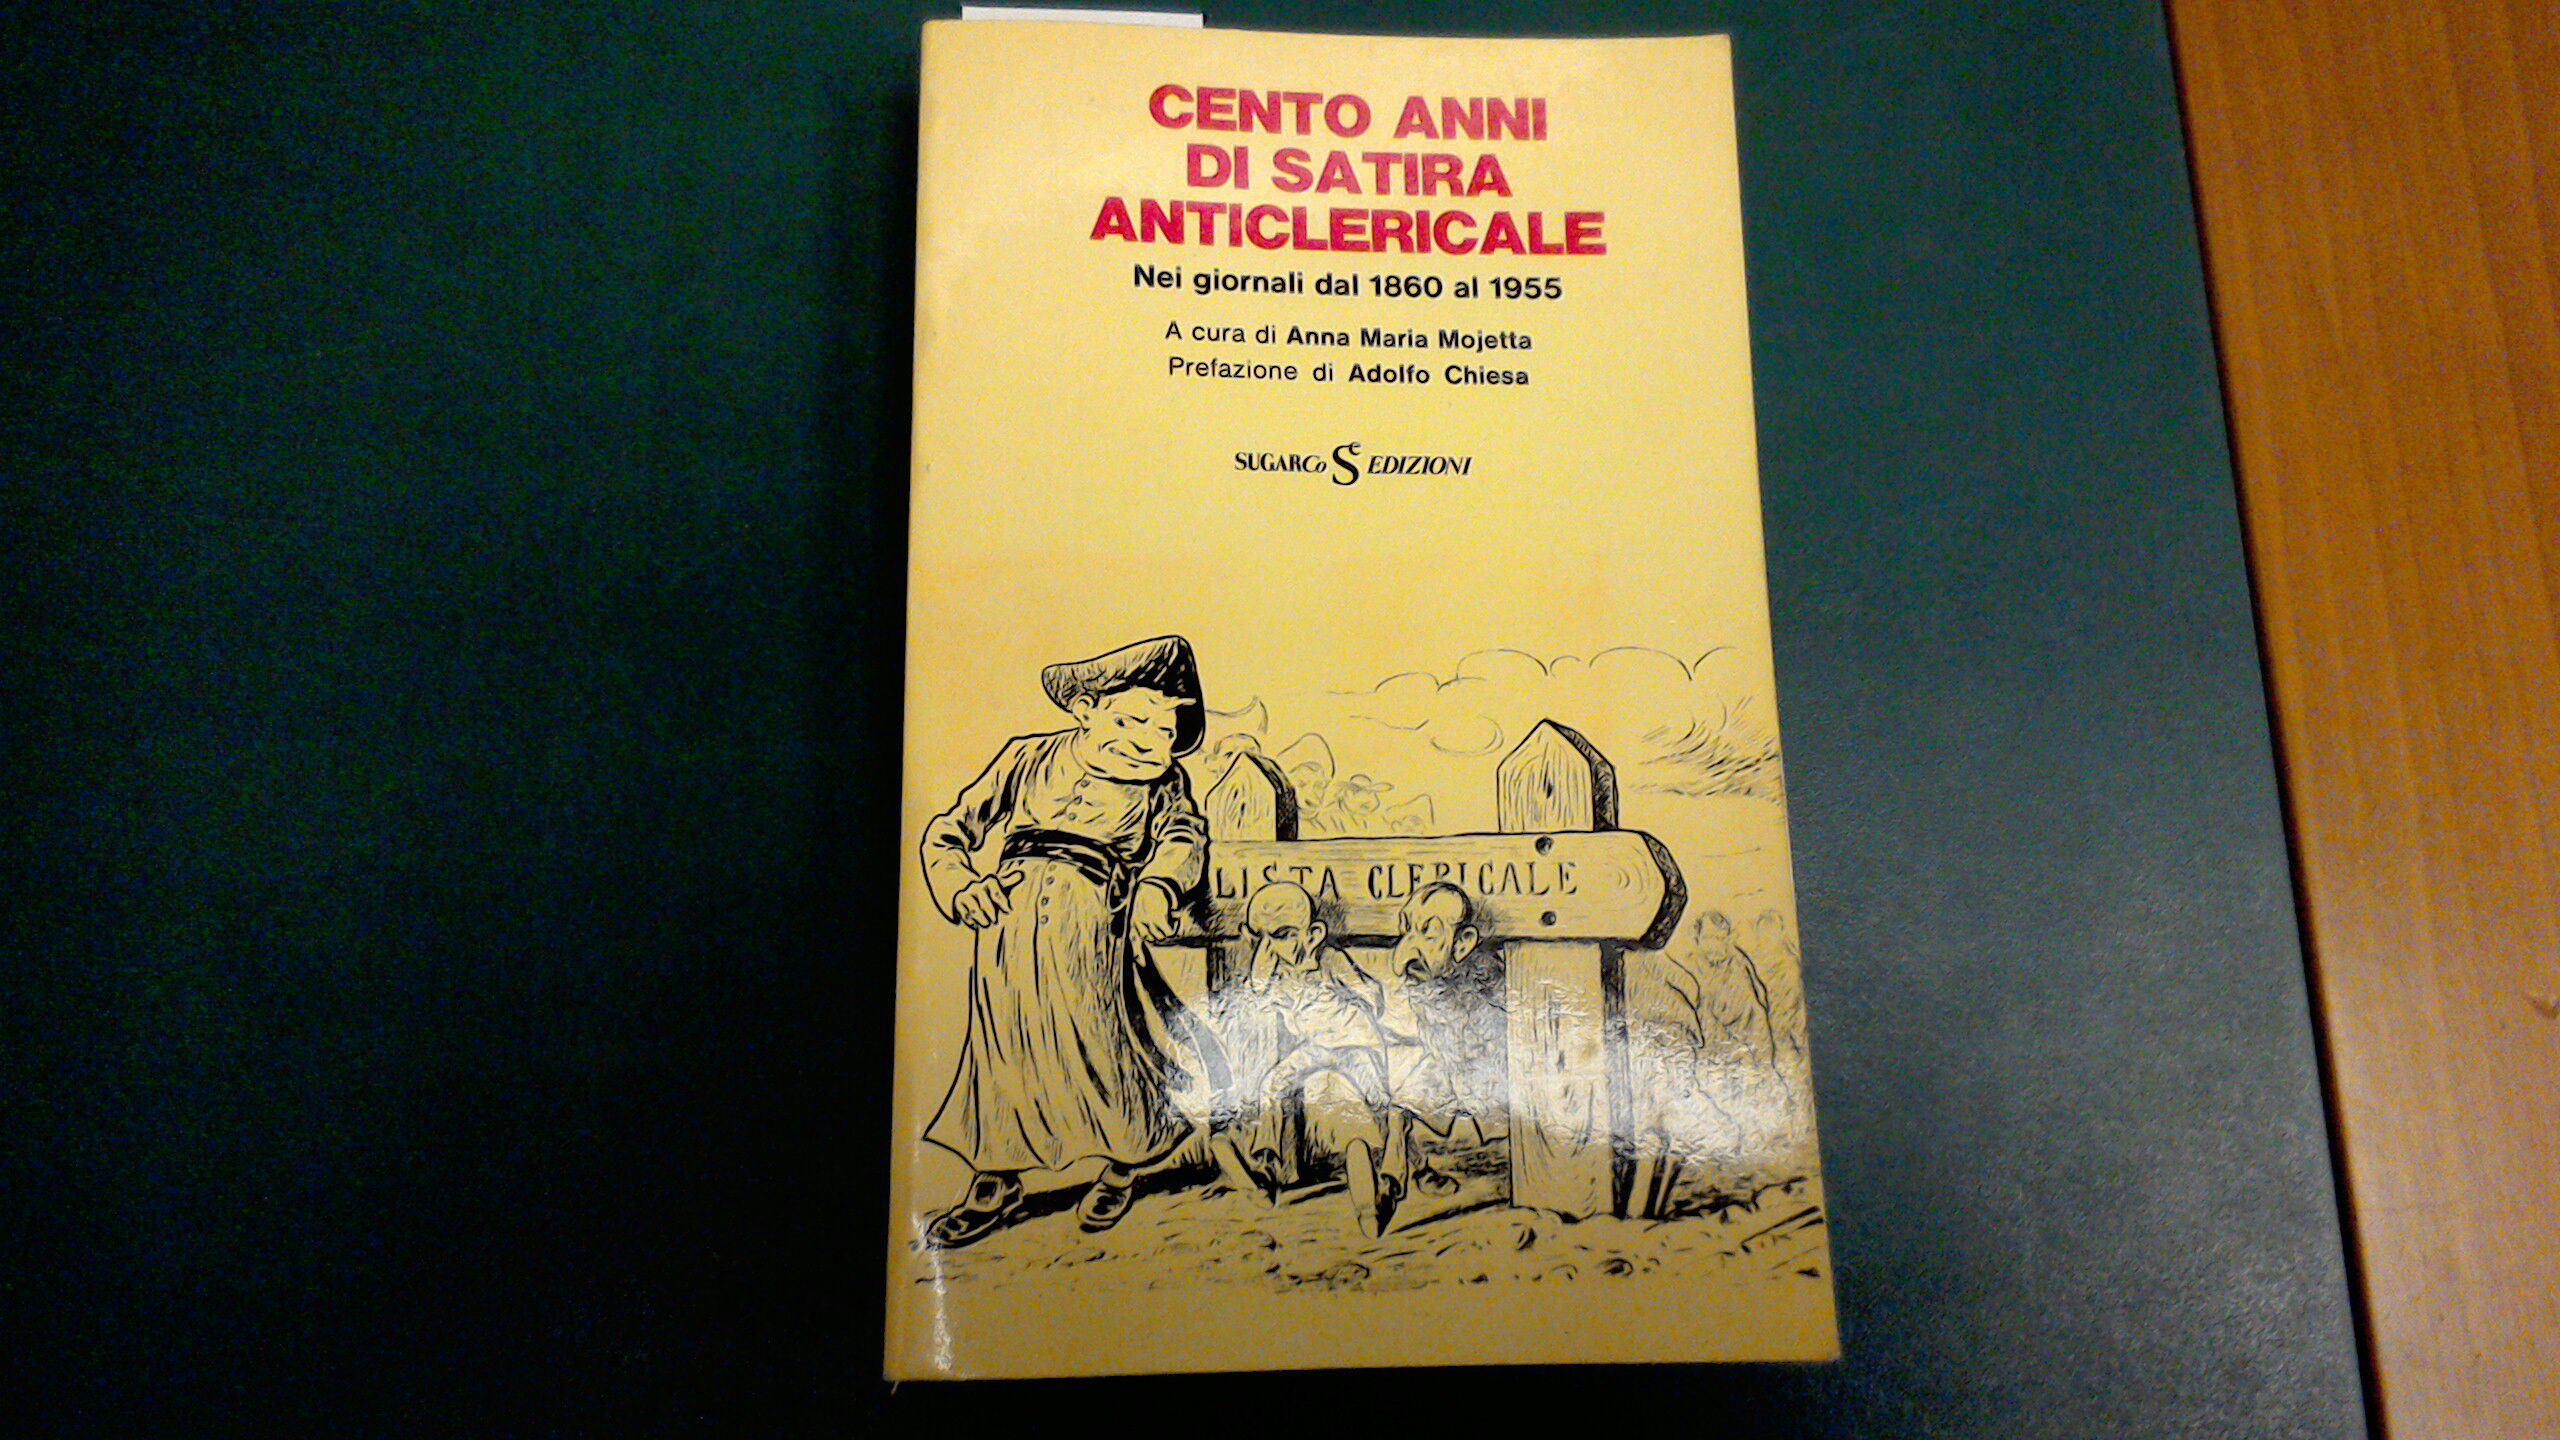 CENTO ANNI
DI SATIRA
ANTICLERICALE
Nei giornali dal 1860 al 1955
A cura di Anna Maria Mojetta
Prefazione di Adolfo Chiesa
SUGARCo Se EDIZIONI
LISTA CLERICALE